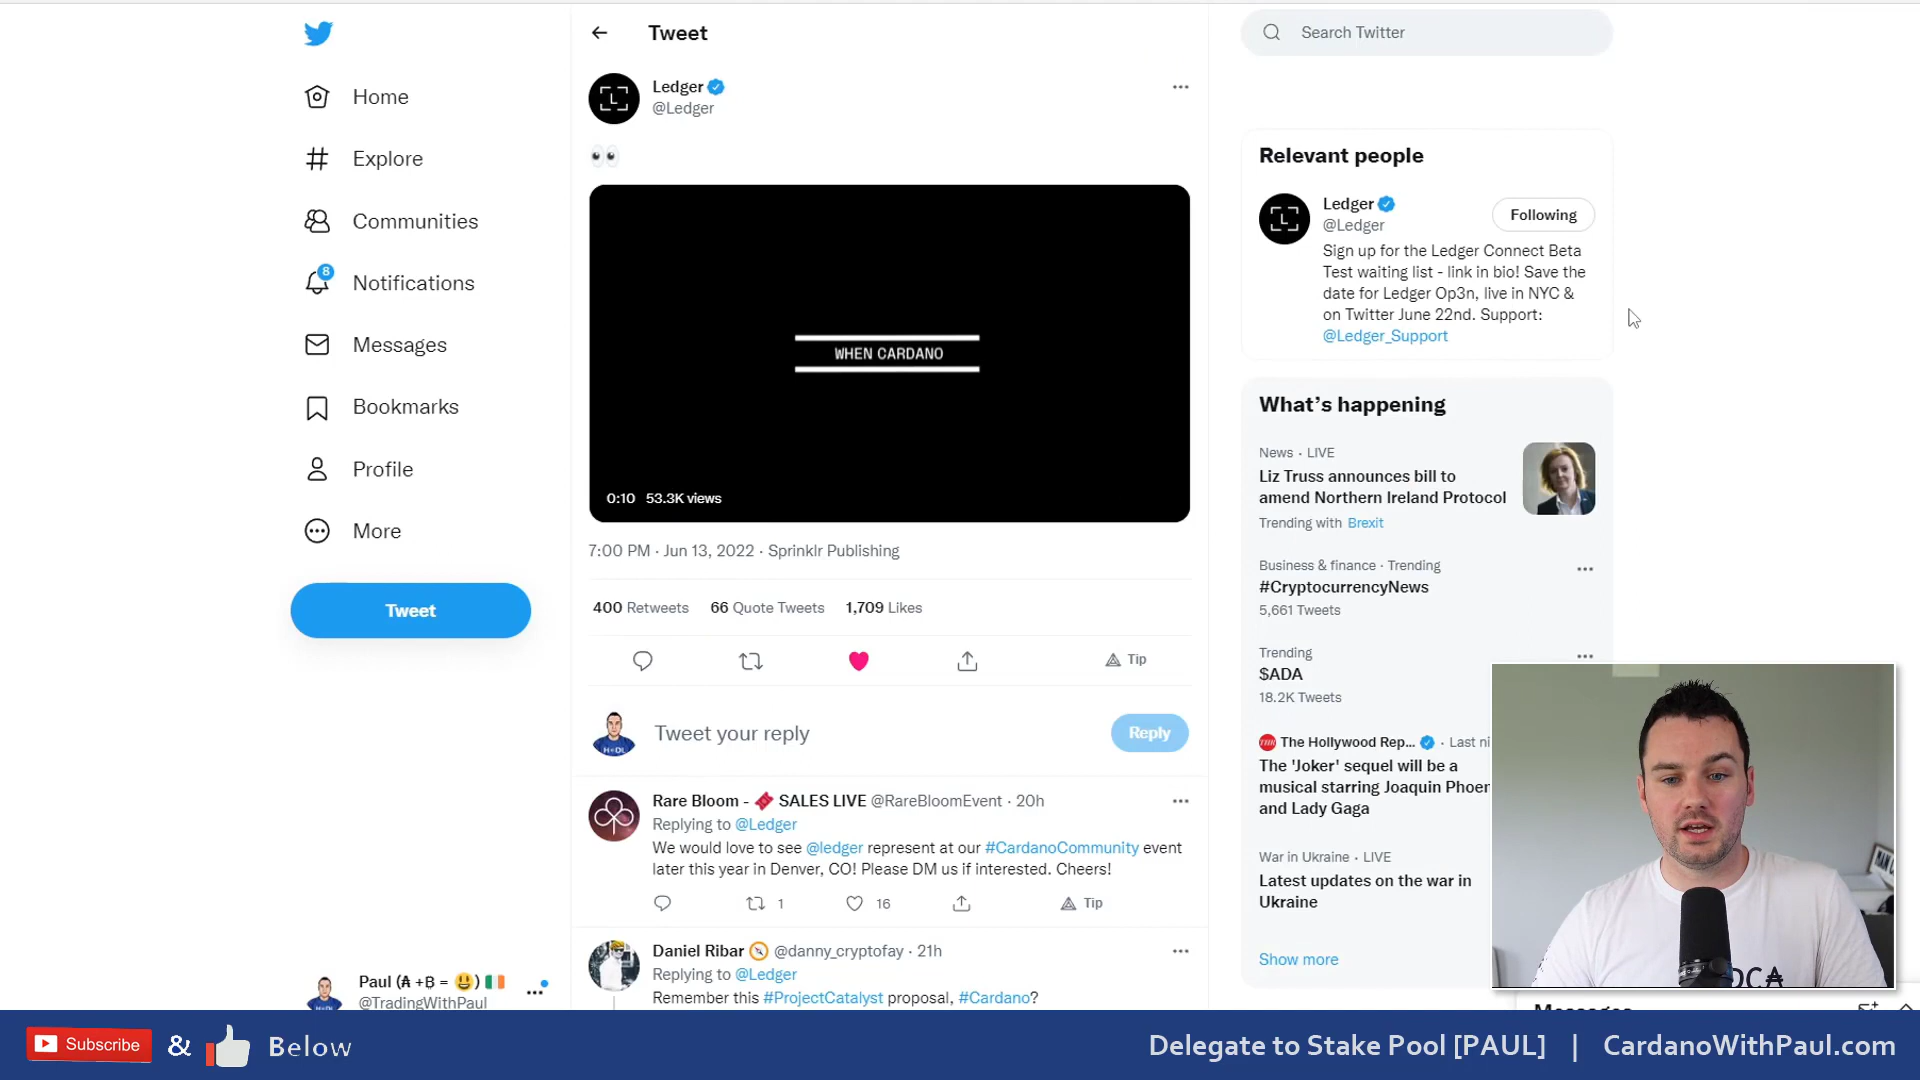 Tweet
Search Twitter
Home
Explore
Communities
8
Notifications
Messages
Bookmarks
Profile
More
Tweet
Ledger
@Ledger
WHEN CARDANO
0:10 53.3K views
7:00 PM · Jun 13, 2022 · Sprinklr Publishing
400 Retweets 66 Quote Tweets 1,709 Likes
Tip
Tweet your reply
Reply
Rare Bloom - SALES LIVE @RareBloomEvent · 20h
Replying to @Ledger
We would love to see @ledger represent at our #CardanoCommunity event
later this year in Denver, CO! Please DM us if interested. Cheers!
1 16 Tip
Daniel Ribar @danny_cryptofay · 21h
Replying to @Ledger
Remember this #ProjectCatalyst proposal, #Cardano?
Relevant people
Ledger
@Ledger
Following
Sign up for the Ledger Connect Beta
Test waiting list - link in bio! Save the
date for Ledger Op3n, live in NYC &
on Twitter June 22nd. Support:
@Ledger_Support
What's happening
News · LIVE
Liz Truss announces bill to
amend Northern Ireland Protocol
Trending with Brexit
Business & finance · Trending
#CryptocurrencyNews
5,661 Tweets
Trending
$ADA
18.2K Tweets
The Hollywood Rep... · Last ni
The 'Joker' sequel will be a
musical starring Joaquin Phoen
and Lady Gaga
War in Ukraine · LIVE
Latest updates on the war in
Ukraine
Show more
Messages
Paul (₳ +₿ = 😃) 🇮🇪
@TradingWithPaul
Subscribe & Below
Delegate to Stake Pool [PAUL] | CardanoWithPaul.com